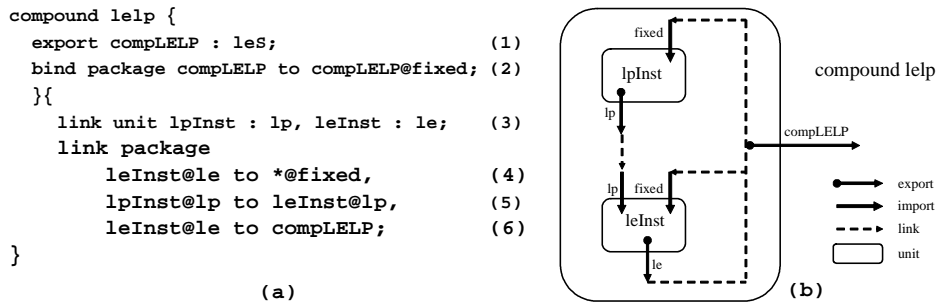 compound lelp {
export compLELP : leS; (1)
bind package compLELP to compLELP@fixed; (2)
}{
link unit lpInst : lp, leInst : le; (3)
link package
leInst@le to *@fixed, (4)
lpInst@lp to leInst@lp, (5)
leInst@le to compLELP; (6)
}
(a)
fixed
lpInst
lp
compound lelp
compLELP
lp
fixed
leInst
le
export
import
link
unit
(b)